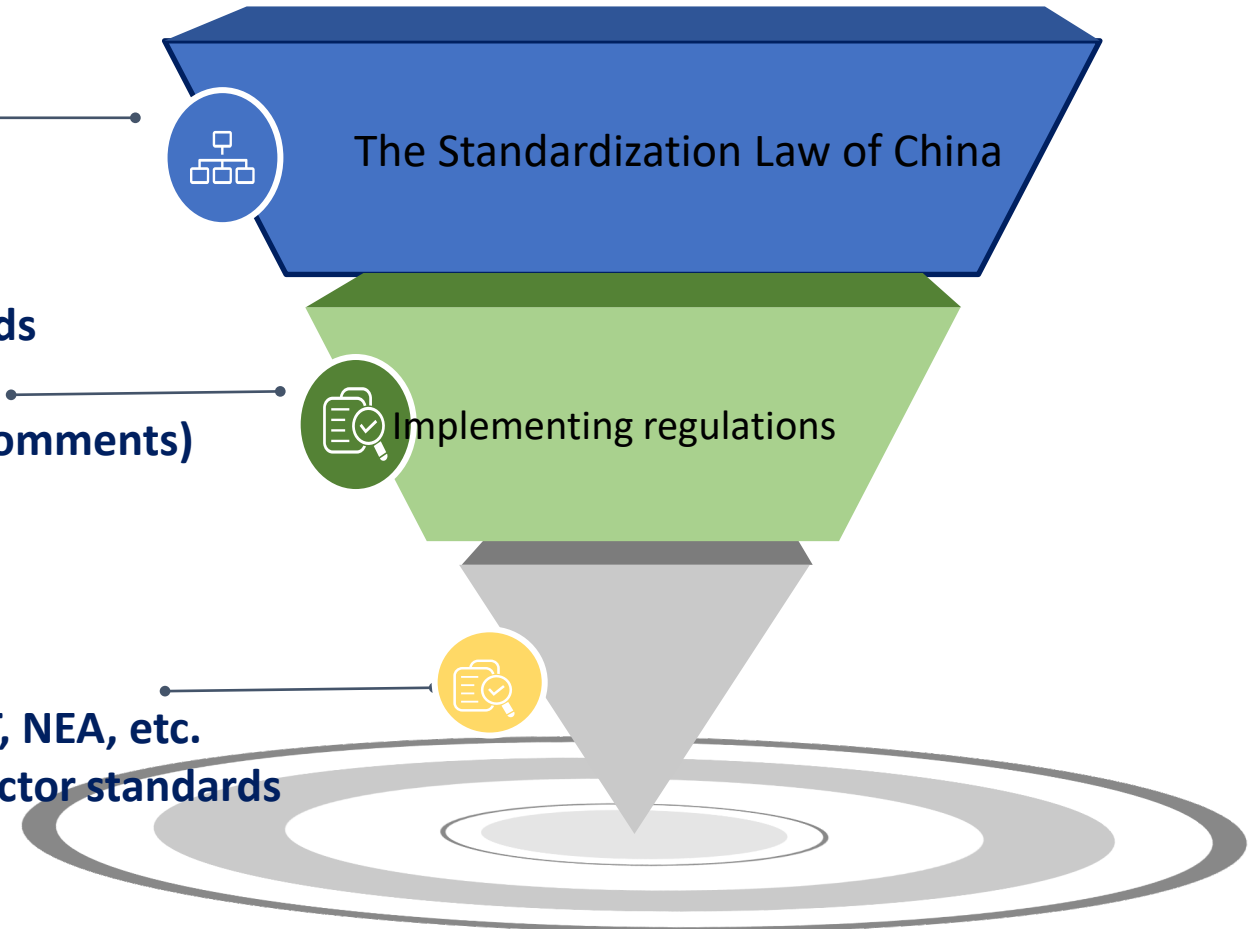 The Standardization Law of China
ds
omments)
Implementing regulations
, NEA, etc.
ctor standards